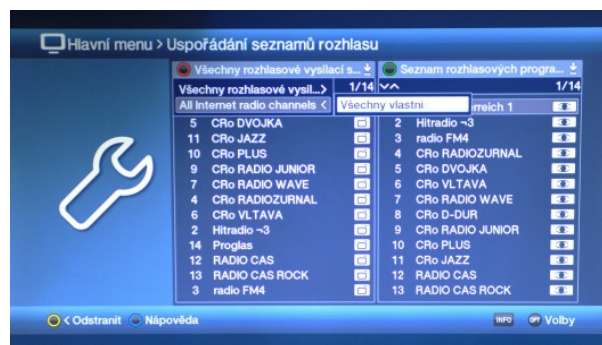 Hlavní menu > Uspořádání seznamů rozhlasu
Všechny rozhlasové vysílací s...
Všechny rozhlasové vysíl...> 1/14
All Internet radio channels <
Všechny vlastní
5 CRo DVOJKA
11 CRo JAZZ
10 CRo PLUS
9 CRo RADIO JUNIOR
7 CRo RADIO WAVE
4 CRo RADIOZURNAL
6 CRo VLTAVA
2 Hitradio ¬3
14 Proglas
12 RADIO CAS
13 RADIO CAS ROCK
3 radio FM4
Seznam rozhlasových progra...
1/14
rreich 1
2 Hitradio ¬3
3 radio FM4
4 CRo RADIOZURNAL
5 CRo DVOJKA
6 CRo VLTAVA
7 CRo RADIO WAVE
8 CRo D-DUR
9 CRo RADIO JUNIOR
10 CRo PLUS
11 CRo JAZZ
12 RADIO CAS
13 RADIO CAS ROCK
< Odstranit Nápověda
INFO OPT Volby